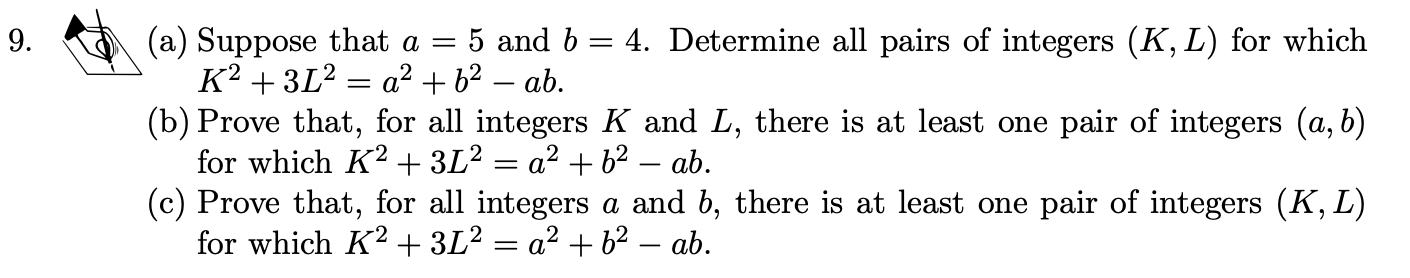 9. (a) Suppose that a = 5 and b = 4. Determine all pairs of integers (K, L) for which
K² + 3L² = a² + b² − ab.
(b) Prove that, for all integers K and L, there is at least one pair of integers (a, b)
for which K² + 3L² = a² + b² − ab.
(c) Prove that, for all integers a and b, there is at least one pair of integers (K, L)
for which K² + 3L² = a² + b² − ab.